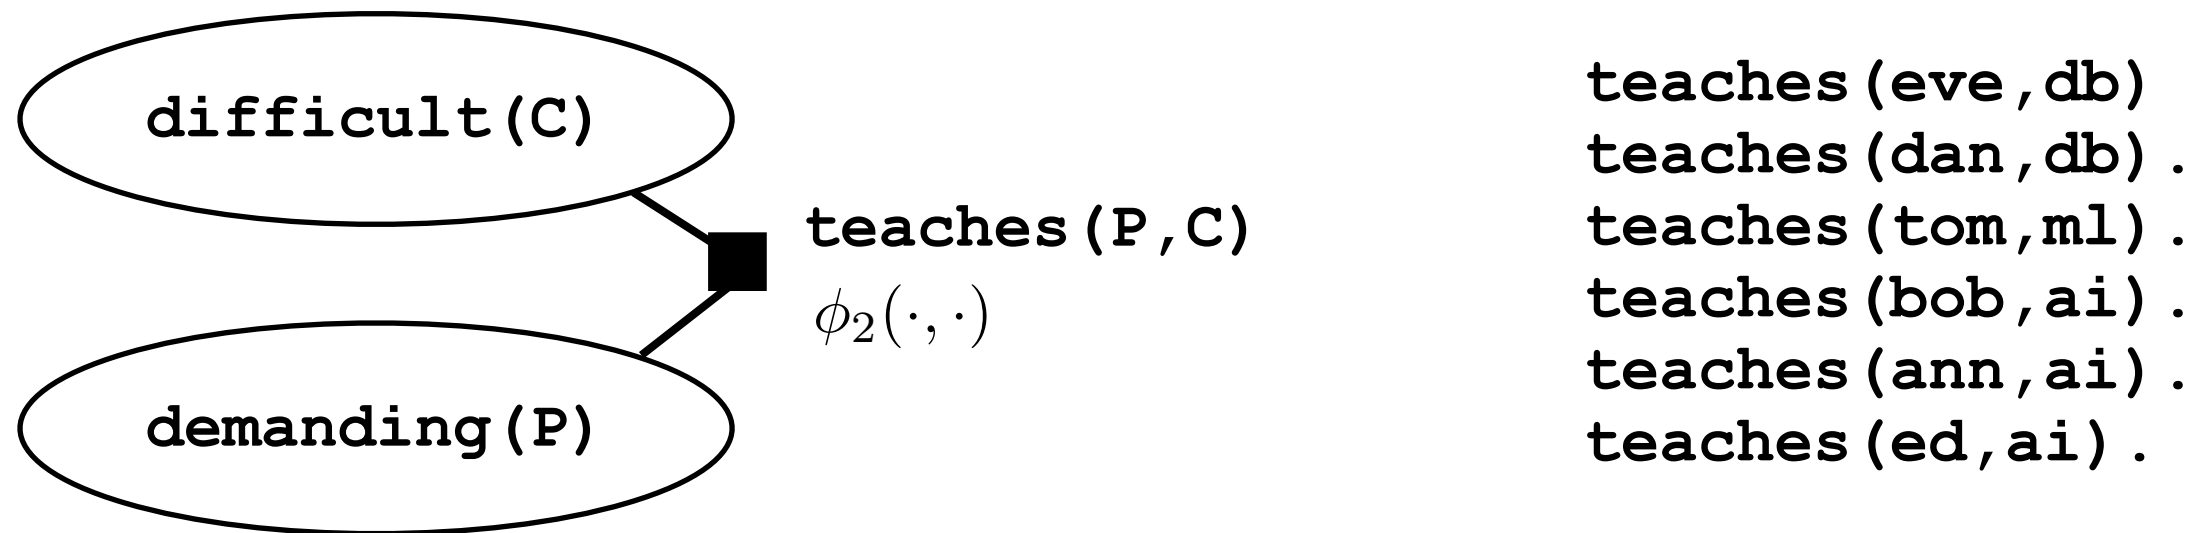 difficult(C)
teaches(P,C)
ϕ₂(·,·)
demanding(P)
teaches(eve,db)
teaches(dan,db).
teaches(tom,ml).
teaches(bob,ai).
teaches(ann,ai).
teaches(ed,ai).